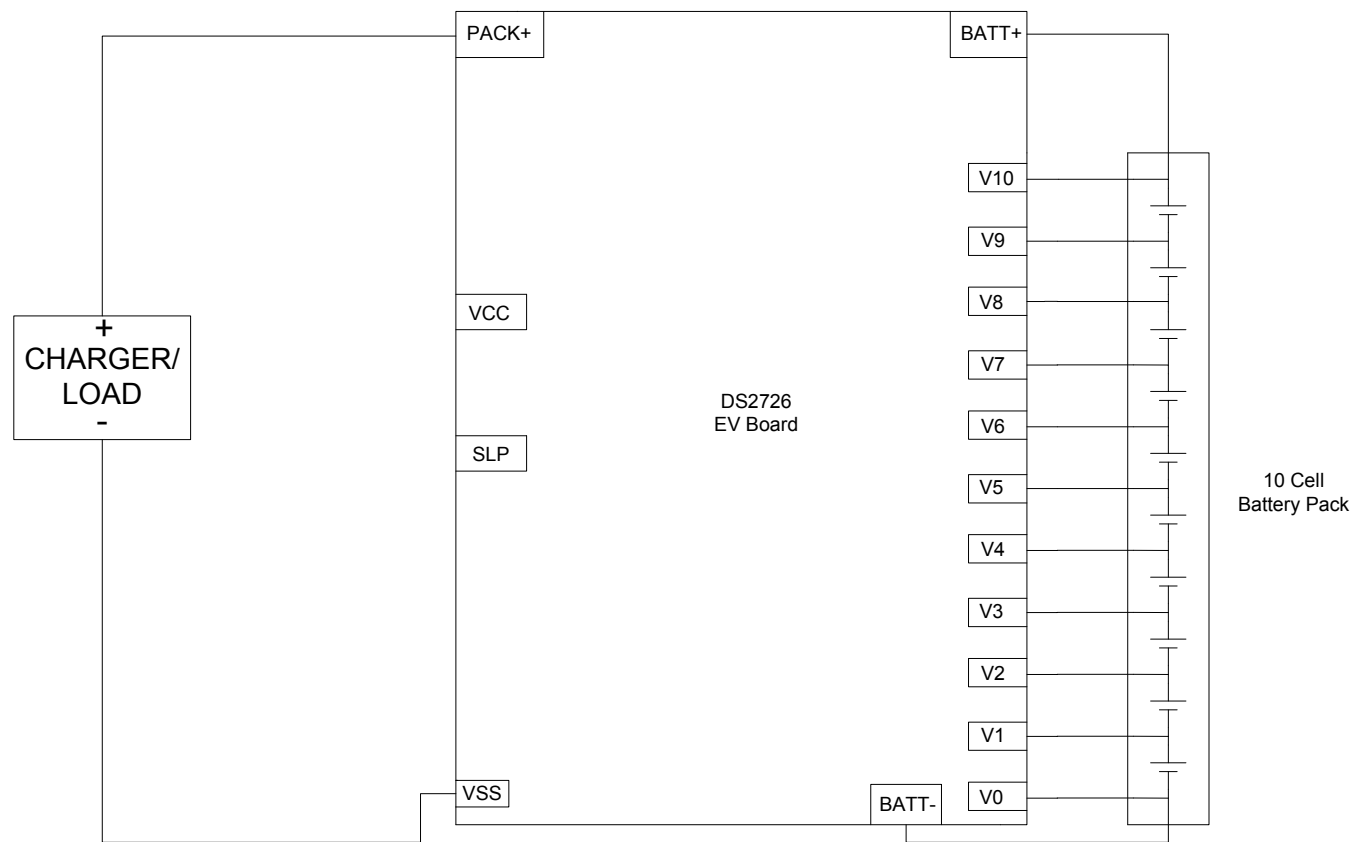 PACK+
BATT+
V10
V9
V8
VCC
+
CHARGER/
LOAD
-
V7
DS2726
EV Board
V6
SLP
V5
10 Cell
Battery Pack
V4
V3
V2
V1
VSS
BATT-
V0